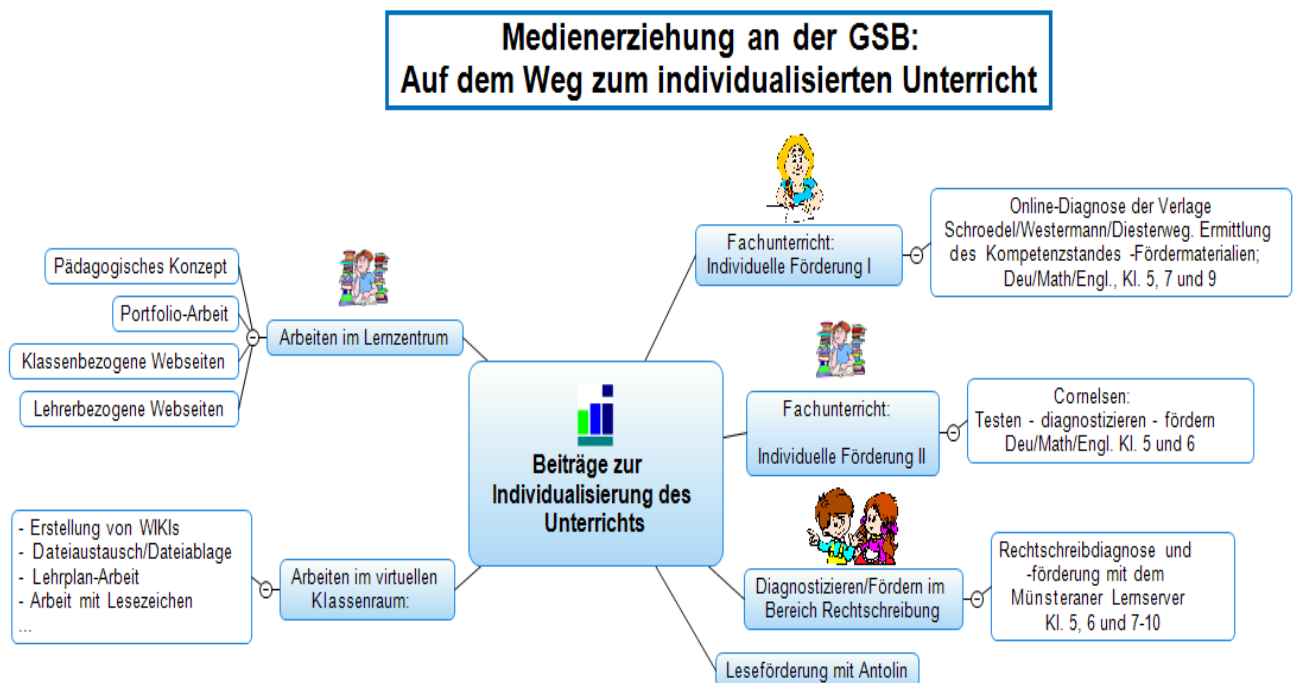 Medienerziehung an der GSB:
Auf dem Weg zum individualisierten Unterricht
Pädagogisches Konzept
Portfolio-Arbeit
Klassenbezogene Webseiten
Lehrerbezogene Webseiten
Arbeiten im Lernzentrum
- Erstellung von WIKIs
- Dateiaustausch/Dateiablage
- Lehrplan-Arbeit
- Arbeit mit Lesezeichen
...
Arbeiten im virtuellen
Klassenraum:
Beiträge zur
Individualisierung des
Unterrichts
Fachunterricht:
Individuelle Förderung I
Online-Diagnose der Verlage
Schroedel/Westermann/Diesterweg. Ermittlung
des Kompetenzstandes -Fördermaterialien;
Deu/Math/Engl., Kl. 5, 7 und 9
Fachunterricht:
Individuelle Förderung II
Cornelsen:
Testen - diagnostizieren - fördern
Deu/Math/Engl. Kl. 5 und 6
Diagnostizieren/Fördern im
Bereich Rechtschreibung
Rechtschreibdiagnose und
-förderung mit dem
Münsteraner Lernserver
Kl. 5, 6 und 7-10
Leseförderung mit Antolin